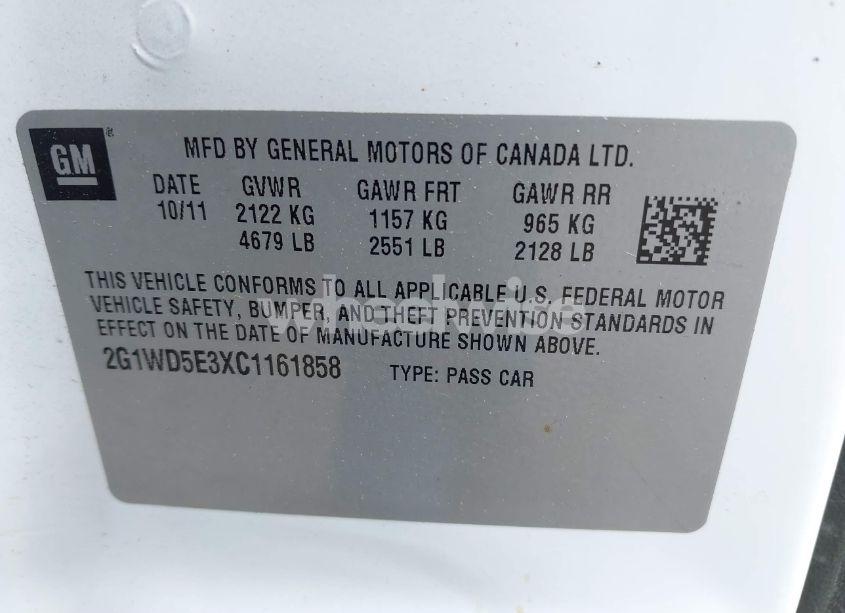 GM ®
MFD BY GENERAL MOTORS OF CANADA LTD.
DATE GVWR GAWR FRT GAWR RR
10/11 2122 KG 1157 KG 965 KG
4679 LB 2551 LB 2128 LB
THIS VEHICLE CONFORMS TO ALL APPLICABLE U.S. FEDERAL MOTOR
VEHICLE SAFETY, BUMPER, AND THEFT PREVENTION STANDARDS IN
EFFECT ON THE DATE OF MANUFACTURE SHOWN ABOVE.
2G1WD5E3XC1161858 TYPE: PASS CAR